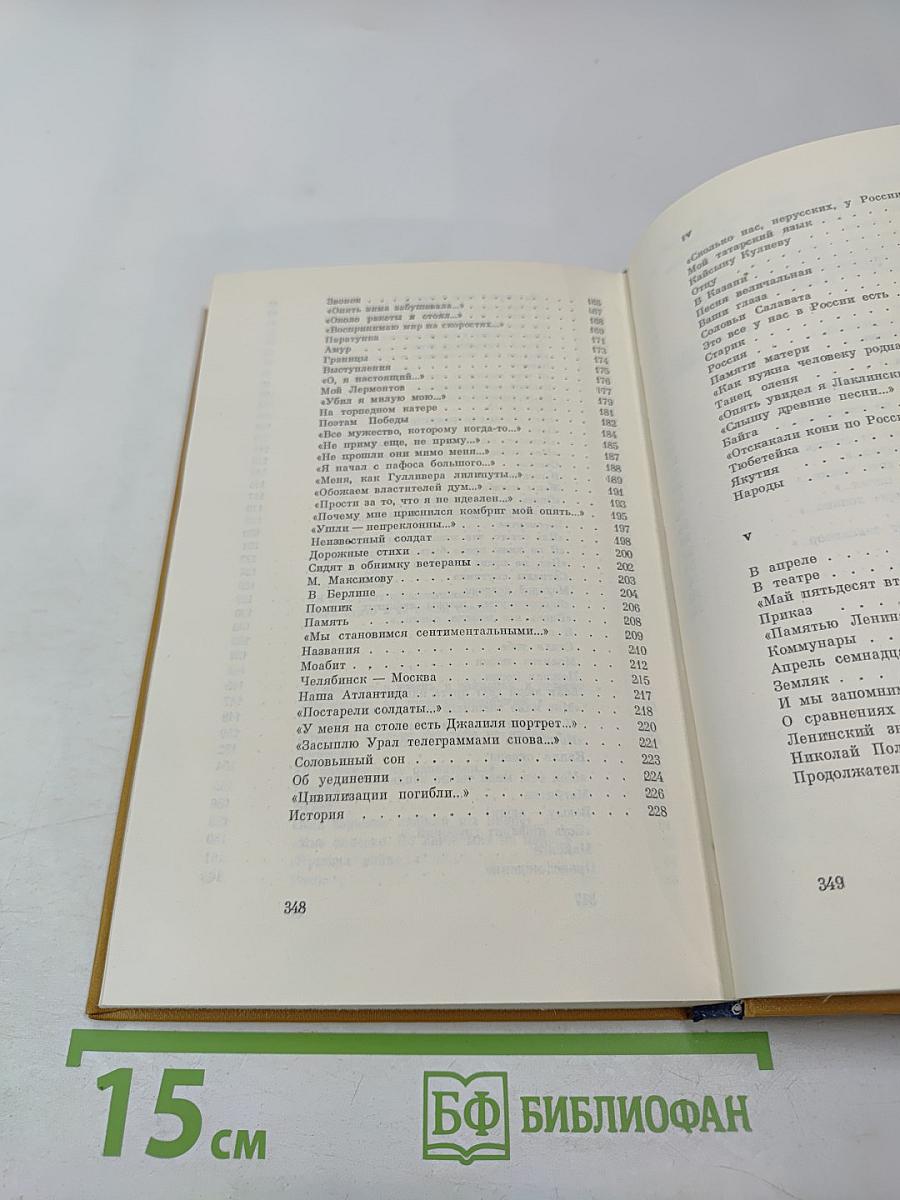 Звонок . . . 165
«Опять зима забушевала...» . . . 167
«Около ракеты я стоял...» . . . 168
«Воспринимаю мир на скоростях...» . . . 169
Паратунка . . . 171
Амур . . . 173
Границы . . . 174
Выступления . . . 175
«О, я настоящий...» . . . 176
Мой Лермонтов . . . 177
«Убил я милую мою...» . . . 179
На торпедном катере . . . 181
Поэтам Победы . . . 182
«Все мужество, которому когда-то...» . . . 184
«Не приму еще, не приму...» . . . 185
«Не прошли они мимо меня...» . . . 187
«Я начал с пафоса большого...» . . . 188
«Меня, как Гулливера лилипуты...» . . . 189
«Обожаем властителей дум...» . . . 191
«Прости за то, что я не идеален...» . . . 193
«Почему мне приснился комбриг мой опять...» . . . 195
«Ушли — непреклонны...» . . . 197
Неизвестный солдат . . . 198
Дорожные стихи . . . 200
Сидят в обнимку ветераны . . . 202
М. Максимову . . . 203
В Берлине . . . 204
Помник . . . 206
Память . . . 208
«Мы становимся сентиментальными...» . . . 209
Названия . . . 210
Моабит . . . 212
Челябинск — Москва . . . 215
Наша Атлантида . . . 217
«Постарели солдаты...» . . . 218
«У меня на столе есть Джалиля портрет...» . . . 220
«Засыплю Урал телеграммами снова...» . . . 221
Соловьиный сон . . . 223
Об уединении . . . 224
«Цивилизации погибли...» . . . 226
История . . . 228
348
IV
«Сколько нас, нерусских, у России
Мой татарский язык . . .
Кайсыну Кулиеву . . .
Отцу . . .
В Казани . . .
Песня величальная . . .
Ваши глаза . . .
Соловьи Салавата . . .
Это все у нас в России есть . . .
Старик . . .
Россия . . .
Памяти матери . . .
«Как нужна человеку родна
Танец оленя . . .
«Опять увидел я Лаклински
«Слышу древние песни...»
Байга . . .
«Отскакали кони по Росси
Тюбетейка . . .
Якутия . . .
Народы . . .
V
В апреле . . .
В театре . . .
«Май пятьдесят вт
Приказ . . .
«Памятью Ленина
Коммунары . . .
Апрель семнадца
Земляк . . .
И мы запомним
О сравнениях
Ленинский зн
Николай Пол
Продолжател
349
15 см
БФ БИБЛИОФАН